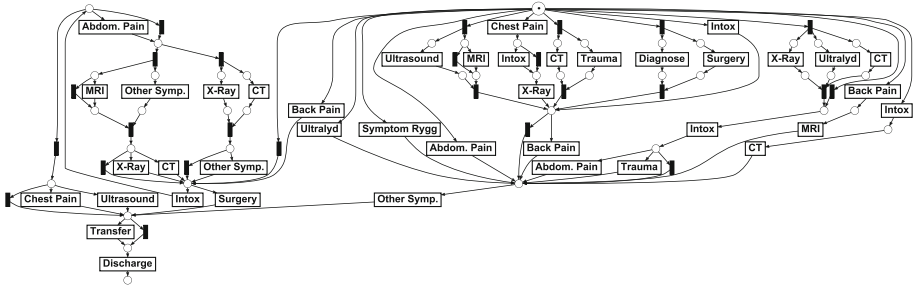 Abdom. Pain
Chest Pain
Intox
Ultrasound
MRI
Intox
CT
Trauma
Diagnose
Surgery
X-Ray
Ultralyd
CT
MRI
Other Symp.
X-Ray
CT
X-Ray
Back Pain
Back Pain
Intox
Ultralyd
Symptom Rygg
Intox
MRI
Abdom. Pain
Back Pain
CT
X-Ray
CT
Other Symp.
Abdom. Pain
Trauma
Chest Pain
Ultrasound
Intox
Surgery
Other Symp.
Transfer
Discharge